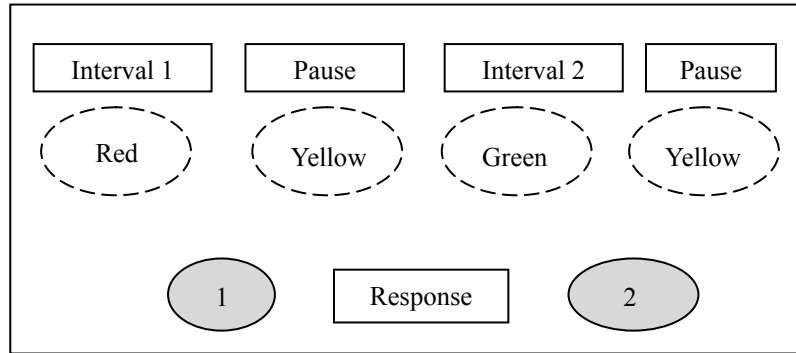 Interval 1 Pause Interval 2 Pause
Red Yellow Green Yellow
1 Response 2